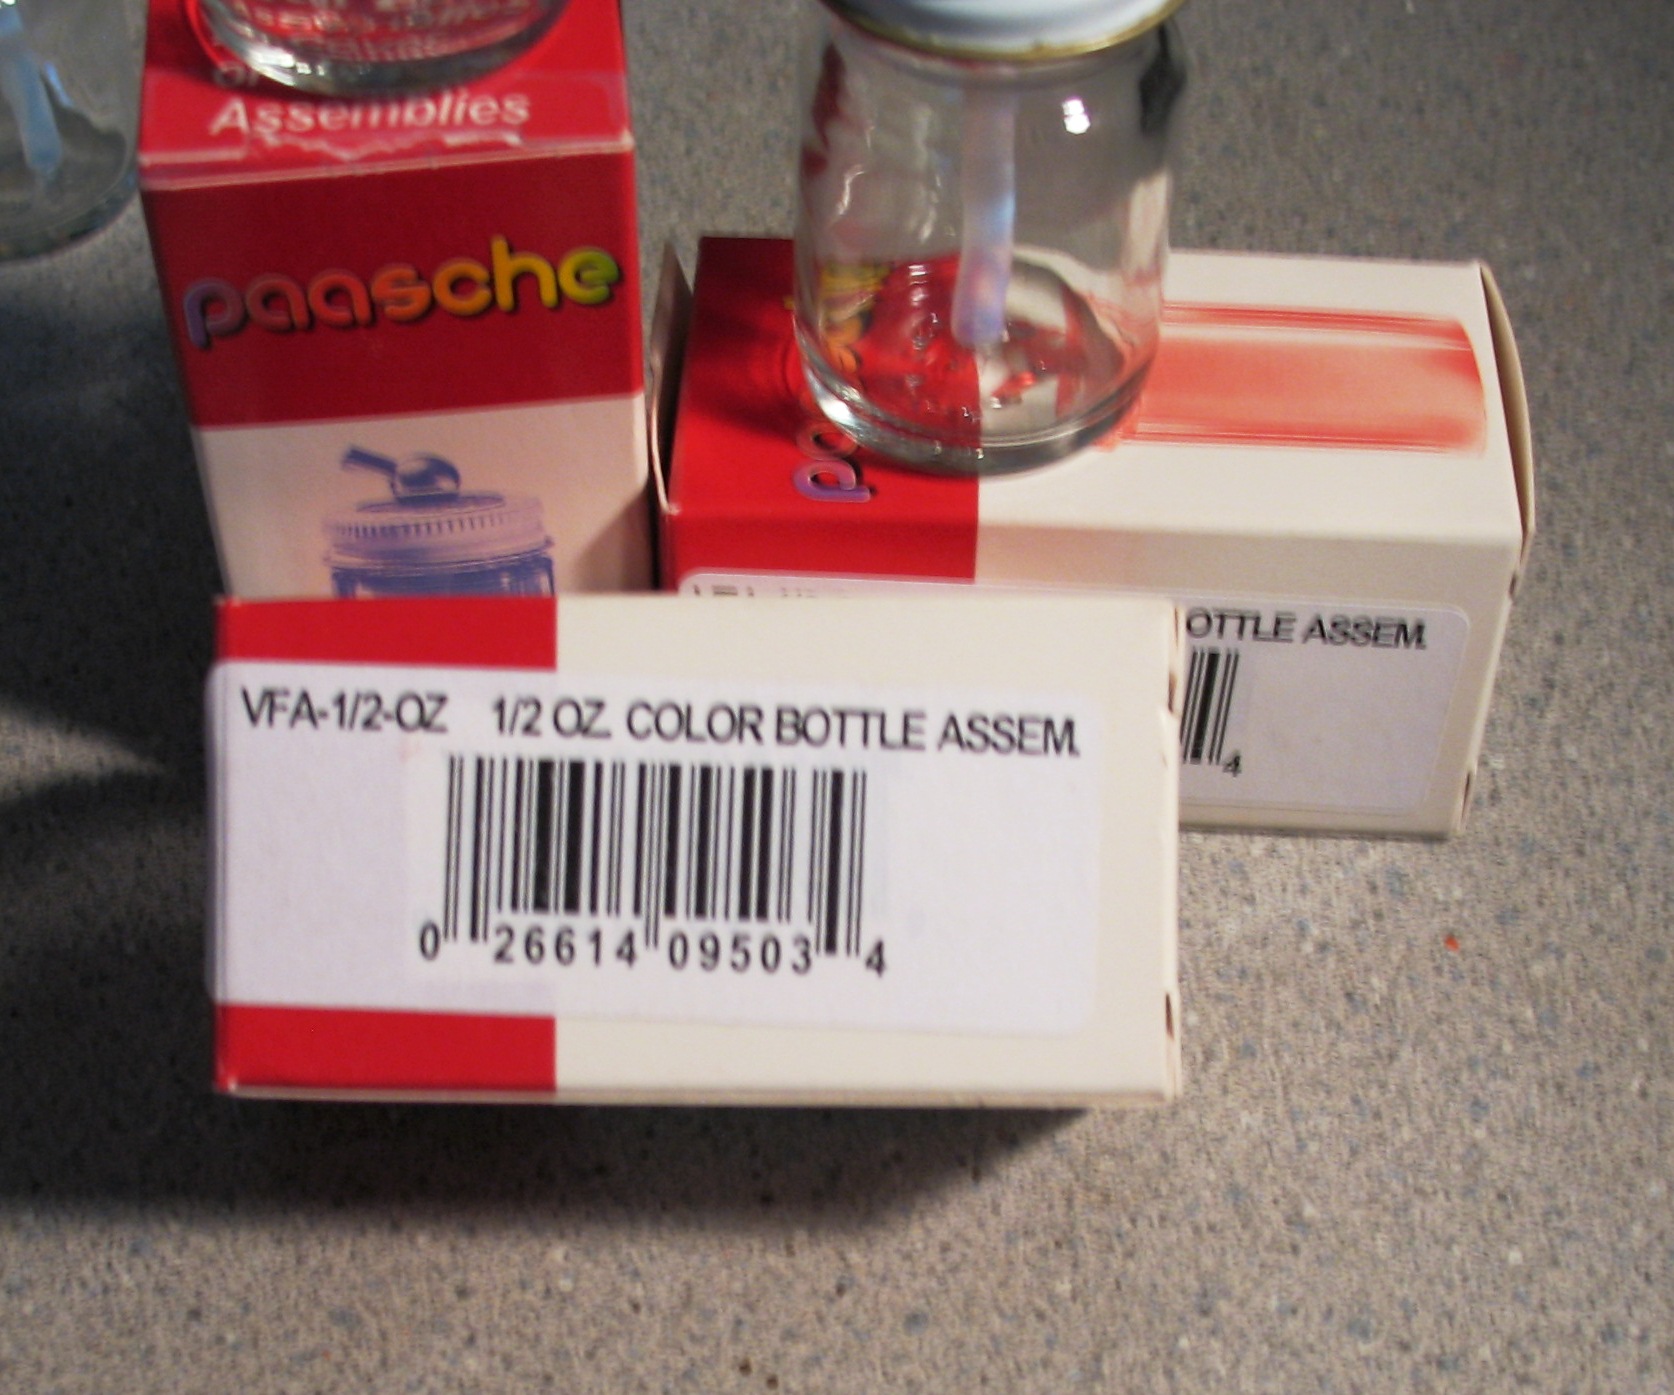 Assemblies
paasche
pa
OTTLE ASSEM.
4
VFA-1/2-OZ 1/2 OZ. COLOR BOTTLE ASSEM.
0 26614 09503 4